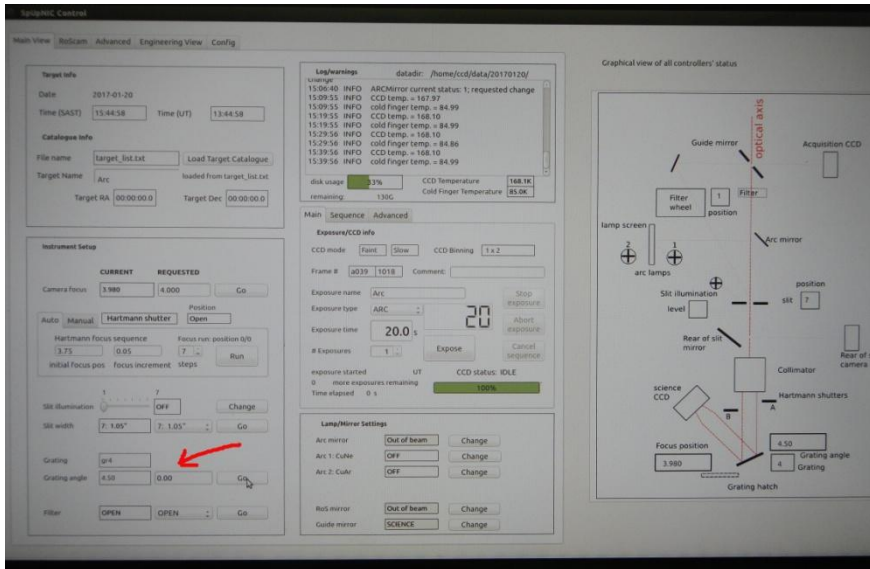 SpUpNIC Control
Main View RoScam Advanced Engineering View Config
Target Info
Date 2017-01-20
Time (SAST) 15:44:58 Time (UT) 13:44:58
Catalogue Info
File name target_list.txt Load Target Catalogue
Target Name Arc loaded from target_list.txt
Target RA 00:00:00.0 Target Dec 00:00:00.0
Instrument Setup
CURRENT REQUESTED
Camera focus 3.980 4.000 Go
Position
Auto Manual Hartmann shutter Open
Hartmann focus sequence Focus run: position 0/0
3.75 0.05 7 Run
initial focus pos focus increment steps
1 7
Slit illumination OFF Change
Slit width 7: 1.05" 7: 1.05" Go
Grating gr4
Grating angle 4.50 0.00 Go
Filter OPEN OPEN Go
Log/warnings datadir: /home/ccd/data/20170120/
change
15:06:40 INFO ARCMirror current status: 1; requested change
15:09:55 INFO CCD temp. = 167.97
15:09:55 INFO cold finger temp. = 84.99
15:19:55 INFO CCD temp. = 168.10
15:19:55 INFO cold finger temp. = 84.99
15:29:56 INFO CCD temp. = 168.10
15:29:56 INFO cold finger temp. = 84.86
15:39:56 INFO CCD temp. = 168.10
15:39:56 INFO cold finger temp. = 84.99
disk usage 33% CCD Temperature 168.1K
remaining: 130G Cold Finger Temperature 85.0K
Main Sequence Advanced
Exposure/CCD info
CCD mode Faint Slow CCD Binning 1 x 2
Frame # a039 1018 Comment:
Exposure name Arc Stop exposure
Exposure type ARC 20
Exposure time 20.0 s Abort exposure
# Exposures 1 Expose Cancel sequence
exposure started UT CCD status: IDLE
0 more exposures remaining 100%
Time elapsed 0 s
Lamp/Mirror Settings
Arc mirror Out of beam Change
Arc 1: CuNe OFF Change
Arc 2: CuAr OFF Change
RoS mirror Out of beam Change
Guide mirror SCIENCE Change
Graphical view of all controllers' status
optical axis
Guide mirror Acquisition CCD
Filter wheel 1 Filter
position
lamp screen
2 1 Arc mirror
arc lamps
Slit illumination position
level slit 7
Rear of slit mirror
Rear of
camera
Collimator
science CCD
Hartmann shutters
B A
Focus position 4.50
3.980 Grating angle
4 Grating
Grating hatch